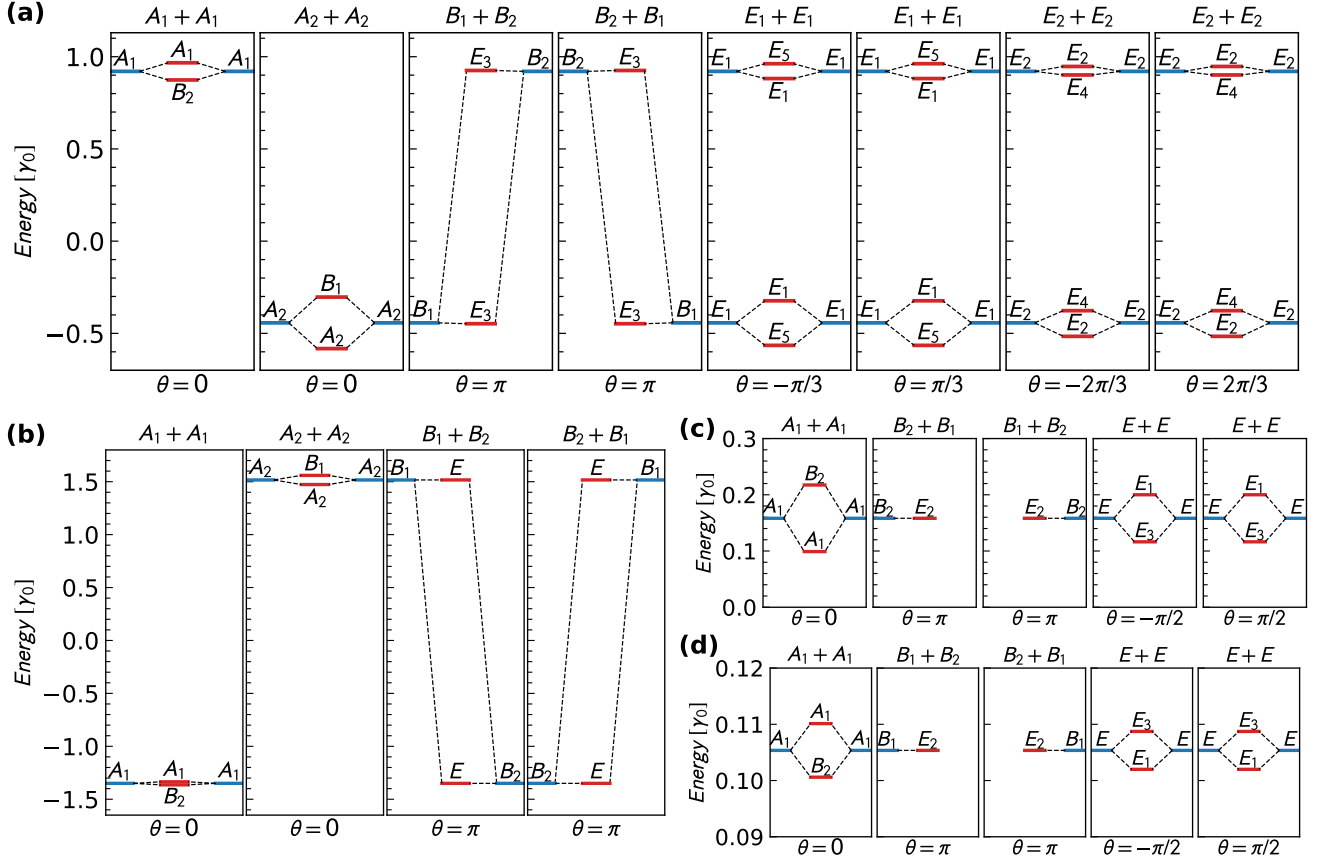 (a)
A₁ + A₁ A₂ + A₂ B₁ + B₂ B₂ + B₁ E₁ + E₁ E₁ + E₁ E₂ + E₂ E₂ + E₂
1.0 A₁ A₁ A₁ E₃ B₂ B₂ E₃ E₁ E₅ E₁ E₁ E₅ E₁ E₂ E₂ E₂ E₂ E₂ E₂
B₂ E₁ E₁ E₄ E₄
0.5
Energy [γ₀]
0.0
A₂ B₁ A₂ B₁ E₃ E₃ B₁ E₁ E₁ E₁ E₁ E₁ E₁ E₂ E₄ E₂ E₂ E₄ E₂
−0.5 A₂ E₅ E₅ E₂ E₂
θ = 0 θ = 0 θ = π θ = π θ = −π/3 θ = π/3 θ = −2π/3 θ = 2π/3
(b)
A₁ + A₁ A₂ + A₂ B₁ + B₂ B₂ + B₁
1.5 A₂ B₁ A₂ B₁ E E B₁
A₂
1.0
0.5
Energy [γ₀]
0.0
−0.5
−1.0
A₁ A₁ A₁ E B₂ B₂ E
B₂
−1.5
θ = 0 θ = 0 θ = π θ = π
(c)
A₁ + A₁ B₂ + B₁ B₁ + B₂ E + E E + E
0.3
0.2 B₂ E₁ E₁
Energy [γ₀]
A₁ A₁ B₂ E₂ E₂ B₂ E E E E
0.1 A₁ E₃ E₃
0.0
θ = 0 θ = π θ = π θ = −π/2 θ = π/2
(d)
A₁ + A₁ B₁ + B₂ B₂ + B₁ E + E E + E
0.12
0.11 A₁ E₃ E₃
Energy [γ₀]
A₁ A₁ B₁ E₂ E₂ B₁ E E E E
0.10 B₂ E₁ E₁
0.09
θ = 0 θ = π θ = π θ = −π/2 θ = π/2